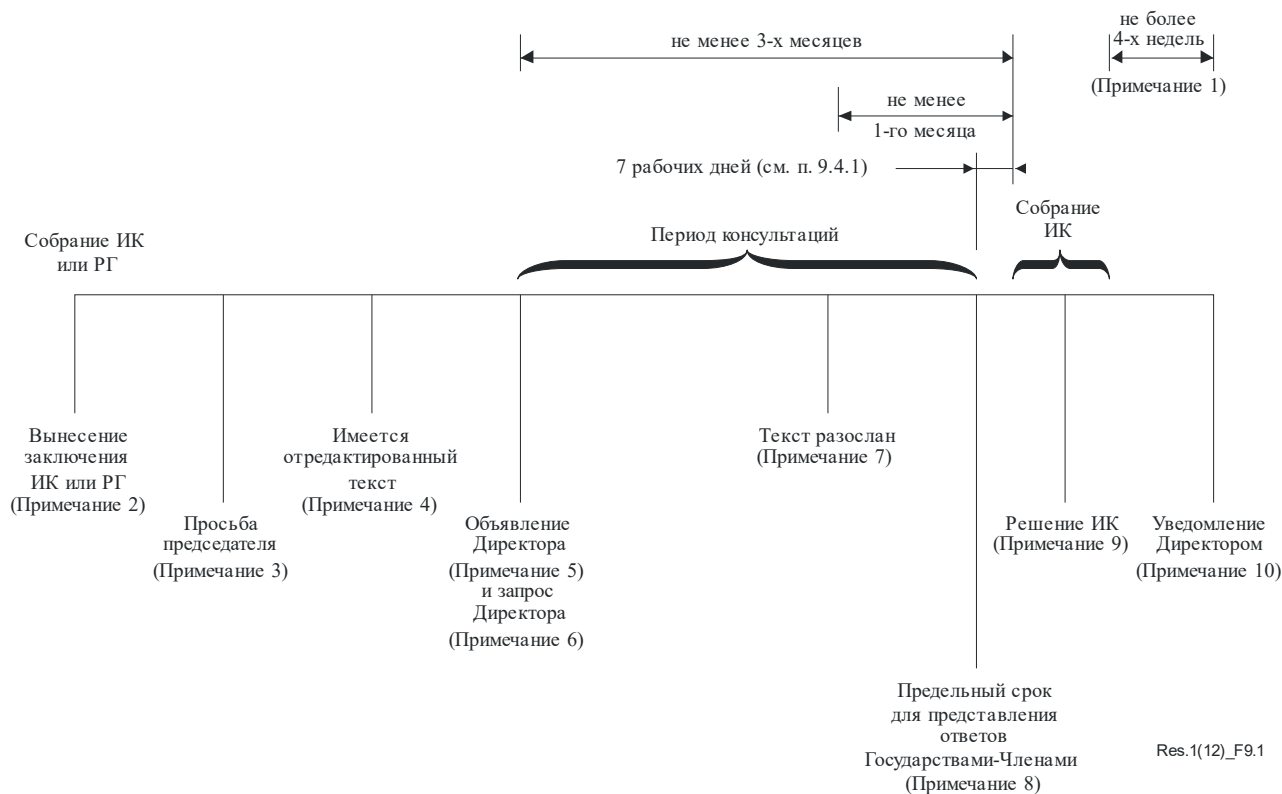 не более
4-х недель
(Примечание 1)
не менее 3-х месяцев
не менее
1-го месяца
7 рабочих дней (см. п. 9.4.1)
Собрание
ИК
Период консультаций
Собрание ИК
или РГ
Вынесение
заключения
ИК или РГ
(Примечание 2)
Просьба
председателя
(Примечание 3)
Имеется
отредактированный
текст
(Примечание 4)
Объявление
Директора
(Примечание 5)
и запрос
Директора
(Примечание 6)
Текст разослан
(Примечание 7)
Предельный срок
для представления
ответов
Государствами-Членами
(Примечание 8)
Решение ИК
(Примечание 9)
Уведомление
Директором
(Примечание 10)
Res.1(12)_F9.1